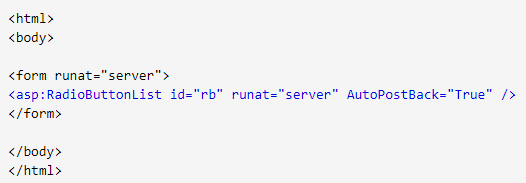 <html>
<body>
<form runat="server">
<asp:RadioButtonList id="rb" runat="server" AutoPostBack="True" />
</form>
</body>
</html>